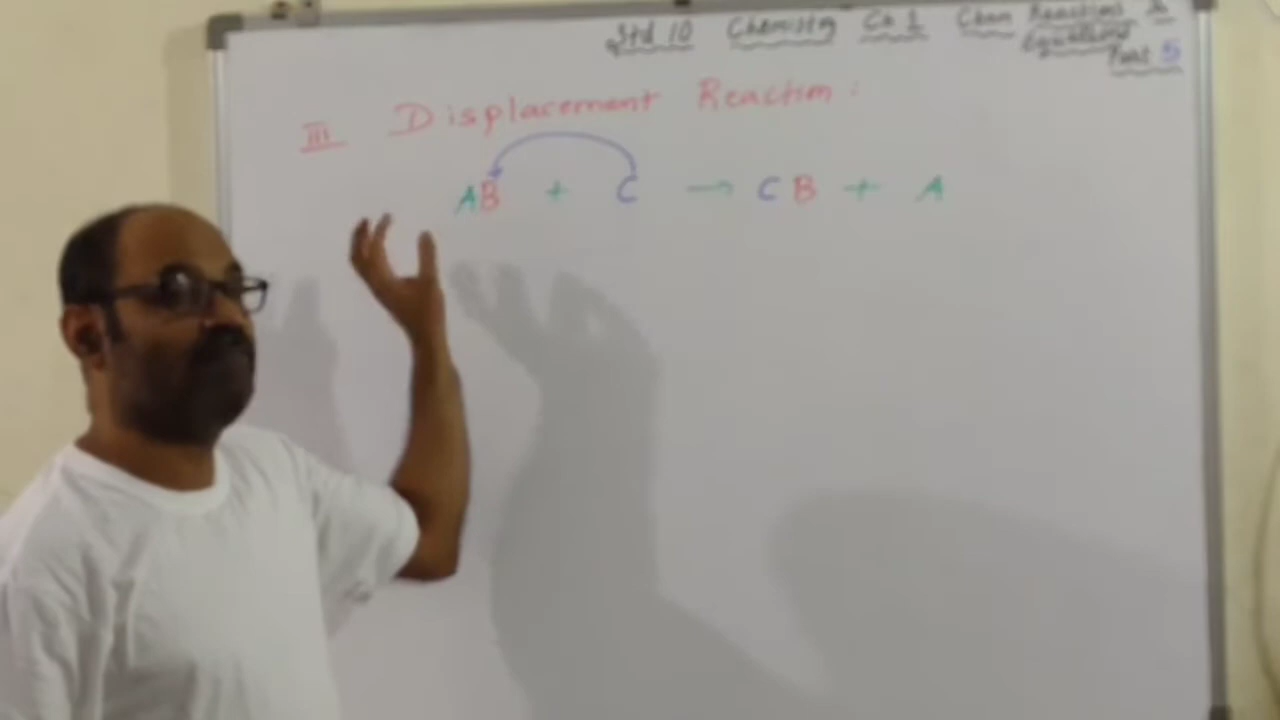 Std 10 Chemistry Ch 1 Chem Reactions &
Equations
Part 5
III Displacement Reaction :
AB + C → CB + A